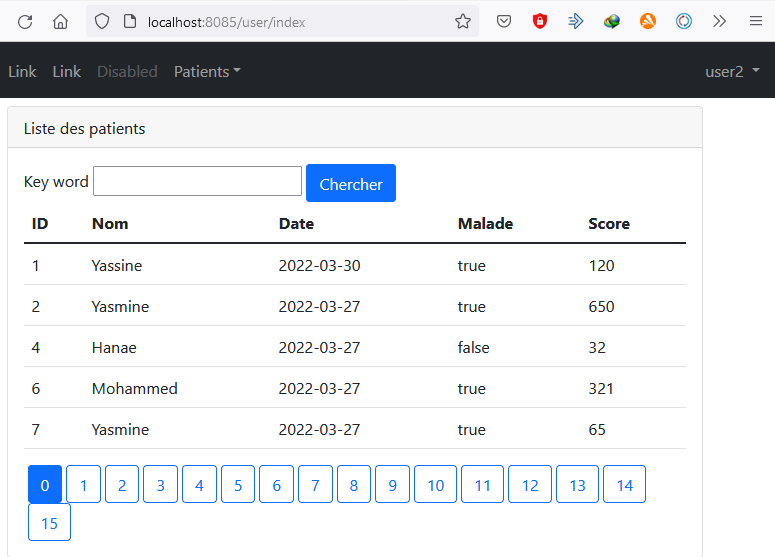 localhost:8085/user/index
Link Link Disabled Patients user2
Liste des patients
Key word Chercher
ID Nom Date Malade Score
1 Yassine 2022-03-30 true 120
2 Yasmine 2022-03-27 true 650
4 Hanae 2022-03-27 false 32
6 Mohammed 2022-03-27 true 321
7 Yasmine 2022-03-27 true 65
0 1 2 3 4 5 6 7 8 9 10 11 12 13 14
15